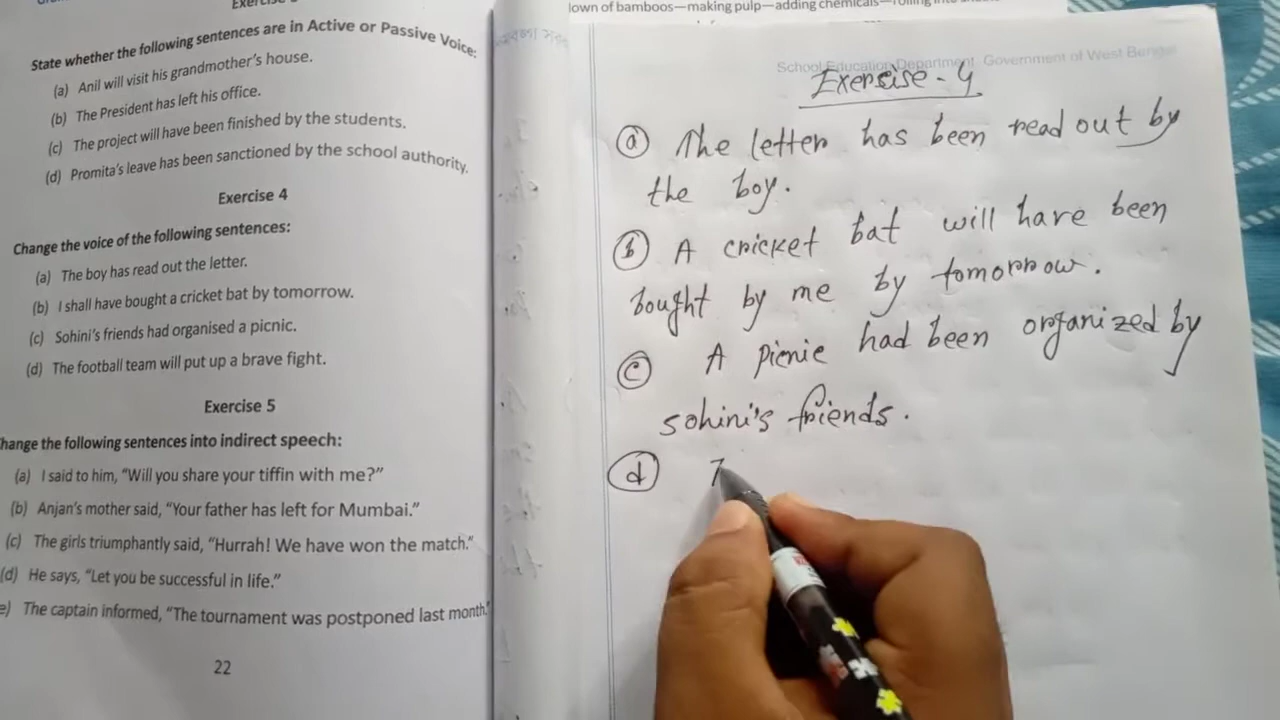 lown of bamboos—making pulp—adding chemicals—rolling into
State whether the following sentences are in Active or Passive Voice:
(a) Anil will visit his grandmother's house.
(b) The President has left his office.
(c) The project will have been finished by the students.
(d) Promita's leave has been sanctioned by the school authority.
Exercise 4
Change the voice of the following sentences:
(a) The boy has read out the letter.
(b) I shall have bought a cricket bat by tomorrow.
(c) Sohini's friends had organised a picnic.
(d) The football team will put up a brave fight.
Exercise 5
hange the following sentences into indirect speech:
(a) I said to him, "Will you share your tiffin with me?"
(b) Anjan's mother said, "Your father has left for Mumbai."
(c) The girls triumphantly said, "Hurrah! We have won the match."
(d) He says, "Let you be successful in life."
e) The captain informed, "The tournament was postponed last month."
22
School Education Department. Government of West Bengal
Exercise - 4
(a) The letter has been read out by
the boy.
(b) A cricket bat will have been
bought by me by tomorrow.
(c) A picnic had been organized by
sohini's friends.
(d) T